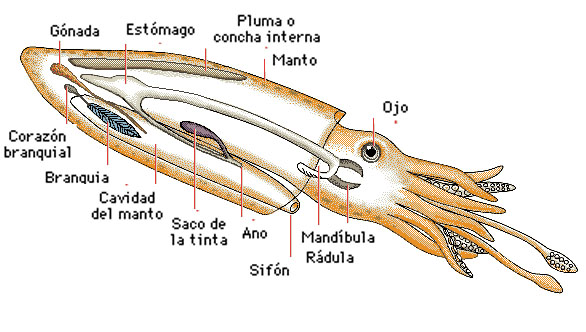 Gónada
Estómago
Pluma o
concha interna
Manto
Ojo
Corazón
branquial
Branquia
Cavidad
del manto
Saco de
la tinta
Ano
Sifón
Mandíbula
Rádula